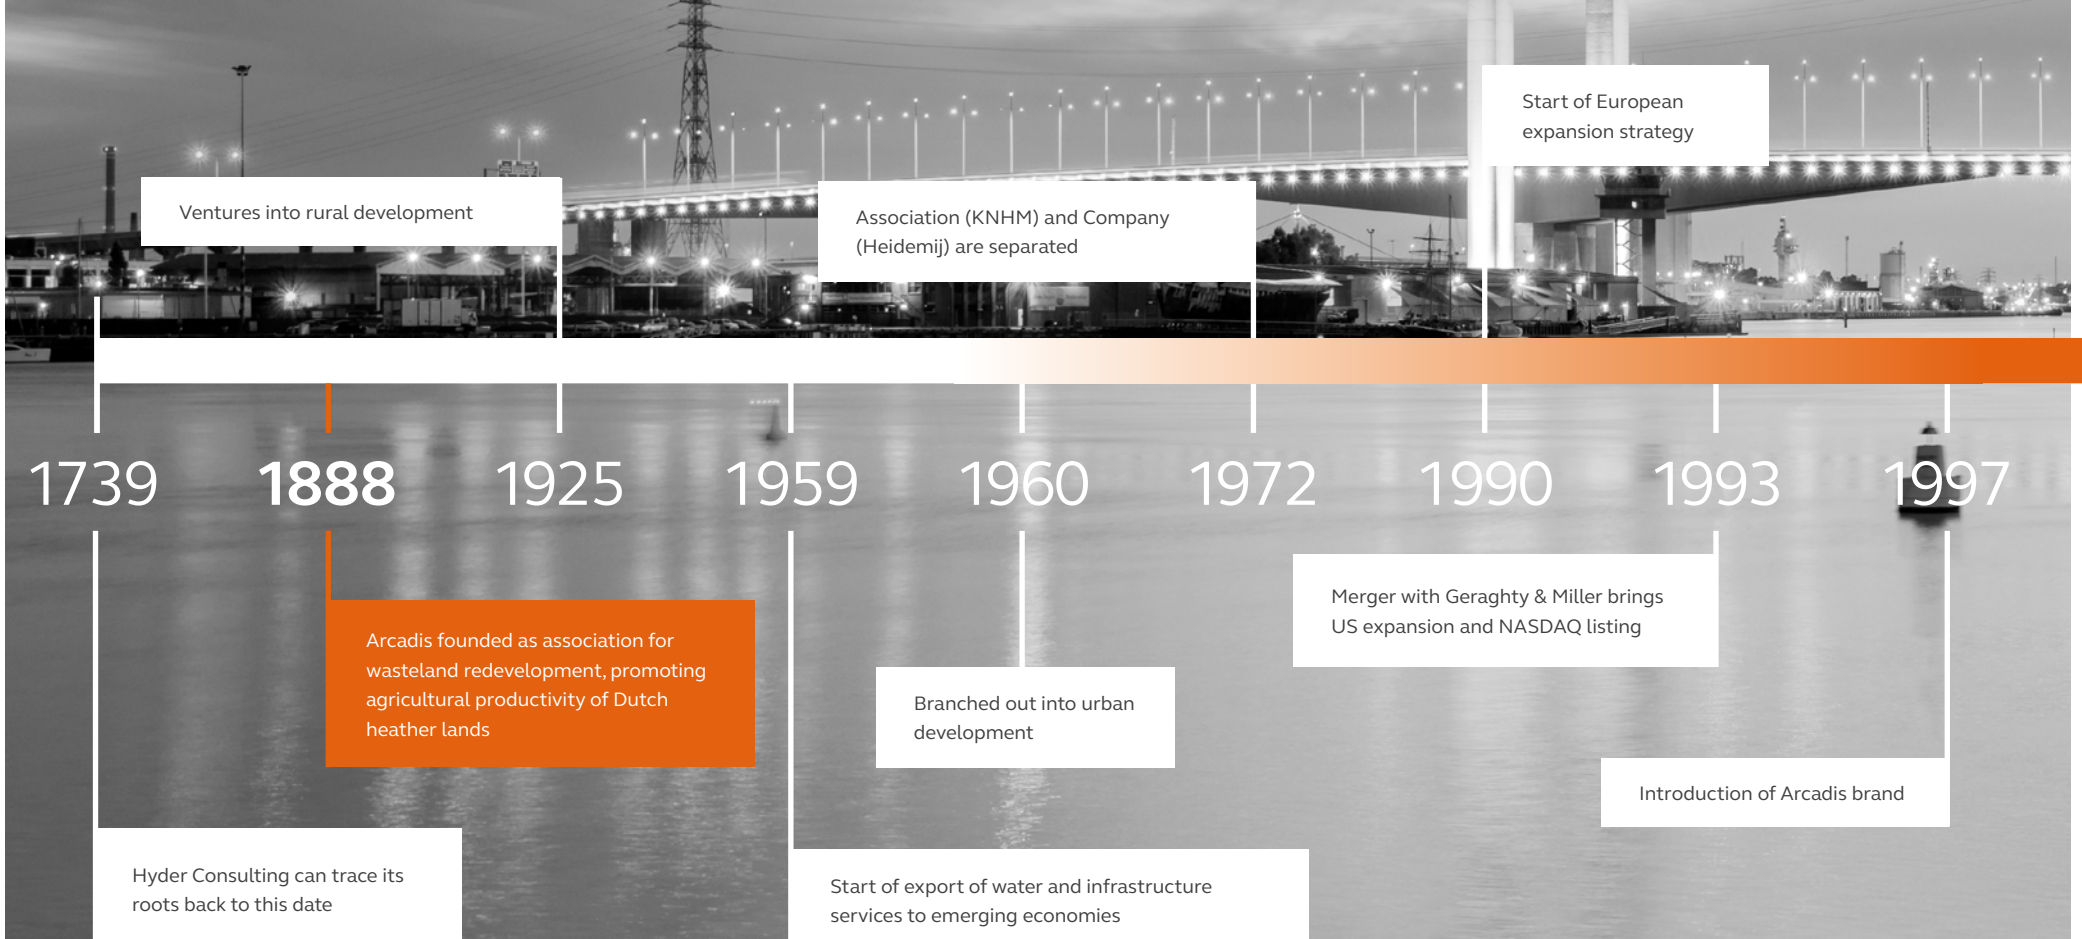 Start of European
expansion strategy
Ventures into rural development
Association (KNHM) and Company
(Heidemij) are separated
1739
1888
1925
1959
1960
1972
1990
1993
1997
Merger with Geraghty & Miller brings
US expansion and NASDAQ listing
Arcadis founded as association for
wasteland redevelopment, promoting
agricultural productivity of Dutch
heather lands
Branched out into urban
development
Introduction of Arcadis brand
Hyder Consulting can trace its
roots back to this date
Start of export of water and infrastructure
services to emerging economies